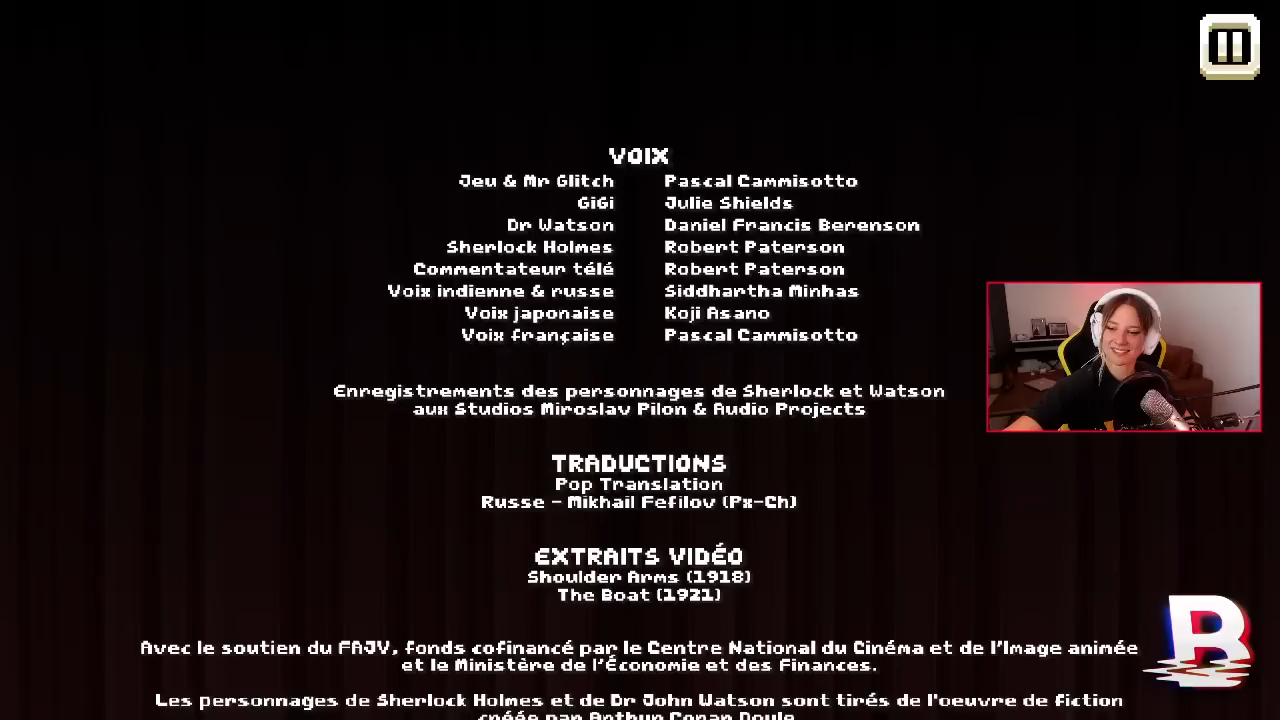 VOIX
Jeu & Mr Glitch Pascal Cammisotto
GiGi Julie Shields
Dr Watson Daniel Francis Berenson
Sherlock Holmes Robert Paterson
Commentateur télé Robert Paterson
Voix indienne & russe Siddhartha Minhas
Voix japonaise Koji Asano
Voix française Pascal Cammisotto
Enregistrements des personnages de Sherlock et Watson
aux Studios Miroslav Pilon & Audio Projects
TRADUCTIONS
Pop Translation
Russe - Mikhail Fefilov (Px-Ch)
EXTRAITS VIDÉO
Shoulder Arms (1918)
The Boat (1921)
Avec le soutien du FAJV, fonds cofinancé par le Centre National du Cinéma et de l'Image animée
et le Ministère de l'Économie et des Finances.
Les personnages de Sherlock Holmes et de Dr John Watson sont tirés de l'oeuvre de fiction
créée par Arthur Conan Doyle.
B